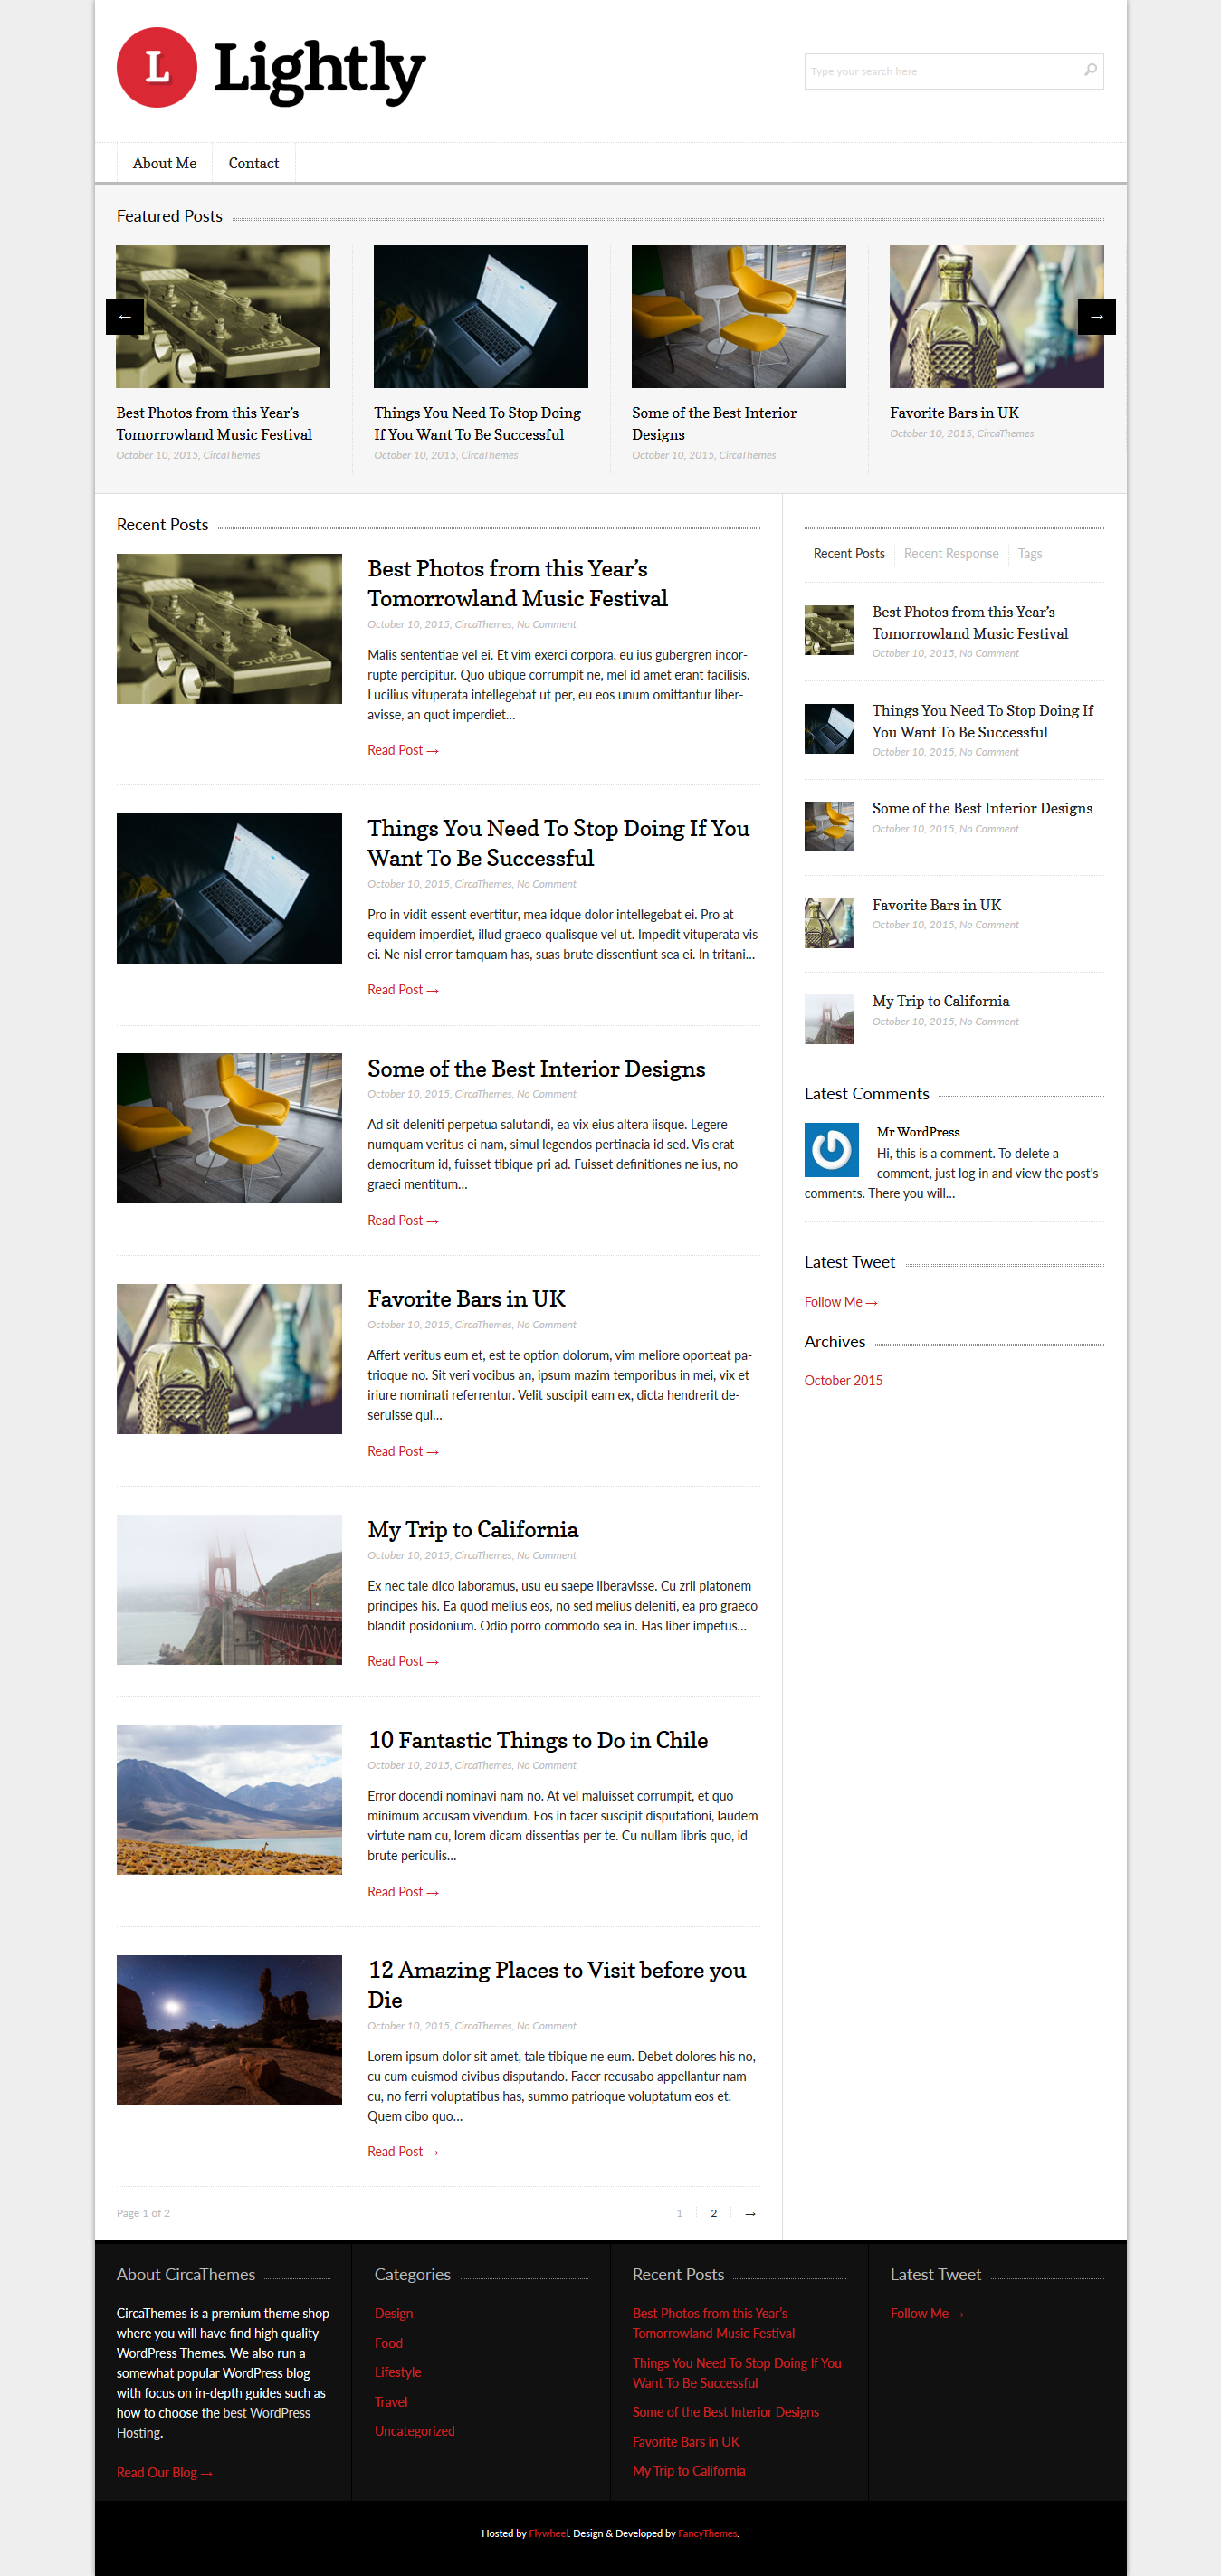 L Lightly
Type your search here
About Me
Contact
Featured Posts
←
→
Best Photos from this Year's
Tomorrowland Music Festival
October 10, 2015, CircaThemes
Things You Need To Stop Doing
If You Want To Be Successful
October 10, 2015, CircaThemes
Some of the Best Interior
Designs
October 10, 2015, CircaThemes
Favorite Bars in UK
October 10, 2015, CircaThemes
Recent Posts
Best Photos from this Year's
Tomorrowland Music Festival
October 10, 2015, CircaThemes, No Comment
Malis sententiae vel ei. Et vim exerci corpora, eu ius gubergren incor-
rupte percipitur. Quo ubique corrumpit ne, mel id amet erant facilisis.
Lucilius vituperata intellegebat ut per, eu eos unum omittantur liber-
avisse, an quot imperdiet...
Read Post →
Things You Need To Stop Doing If You
Want To Be Successful
October 10, 2015, CircaThemes, No Comment
Pro in vidit essent evertitur, mea idque dolor intellegebat ei. Pro at
equidem imperdiet, illud graeco qualisque vel ut. Impedit vituperata vis
ei. Ne nisl error tamquam has, suas brute dissentiunt sea ei. In tritani...
Read Post →
Some of the Best Interior Designs
October 10, 2015, CircaThemes, No Comment
Ad sit deleniti perpetua salutandi, ea vix eius altera iisque. Legere
numquam veritus ei nam, simul legendos pertinacia id sed. Vis erat
democritum id, fuisset tibique pri ad. Fuisset definitiones ne ius, no
graeci mentitum...
Read Post →
Favorite Bars in UK
October 10, 2015, CircaThemes, No Comment
Affert veritus eum et, est te option dolorum, vim meliore oporteat pa-
trioque no. Sit veri vocibus an, ipsum mazim temporibus in mei, vix et
iriure nominati referrentur. Velit suscipit eam ex, dicta hendrerit de-
seruisse qui...
Read Post →
My Trip to California
October 10, 2015, CircaThemes, No Comment
Ex nec tale dico laboramus, usu eu saepe liberavisse. Cu zril platonem
principes his. Ea quod melius eos, no sed melius deleniti, ea pro graeco
blandit posidonium. Odio porro commodo sea in. Has liber impetus...
Read Post →
10 Fantastic Things to Do in Chile
October 10, 2015, CircaThemes, No Comment
Error docendi nominavi nam no. At vel maluisset corrumpit, et quo
minimum accusam vivendum. Eos in facer suscipit disputationi, laudem
virtute nam cu, lorem dicam dissentias per te. Cu nullam libris quo, id
brute periculis...
Read Post →
12 Amazing Places to Visit before you
Die
October 10, 2015, CircaThemes, No Comment
Lorem ipsum dolor sit amet, tale tibique ne eum. Debet dolores his no,
cu cum euismod civibus disputando. Facer recusabo appellantur nam
cu, no ferri voluptatibus has, summo patrioque voluptatum eos et.
Quem cibo quo...
Read Post →
Page 1 of 2
1 2 →
Recent Posts
Recent Response
Tags
Best Photos from this Year's
Tomorrowland Music Festival
October 10, 2015, No Comment
Things You Need To Stop Doing If
You Want To Be Successful
October 10, 2015, No Comment
Some of the Best Interior Designs
October 10, 2015, No Comment
Favorite Bars in UK
October 10, 2015, No Comment
My Trip to California
October 10, 2015, No Comment
Latest Comments
Mr WordPress
Hi, this is a comment. To delete a
comment, just log in and view the post's
comments. There you will...
Latest Tweet
Follow Me →
Archives
October 2015
About CircaThemes
CircaThemes is a premium theme shop
where you will have find high quality
WordPress Themes. We also run a
somewhat popular WordPress blog
with focus on in-depth guides such as
how to choose the best WordPress
Hosting.
Read Our Blog →
Categories
Design
Food
Lifestyle
Travel
Uncategorized
Recent Posts
Best Photos from this Year's
Tomorrowland Music Festival
Things You Need To Stop Doing If You
Want To Be Successful
Some of the Best Interior Designs
Favorite Bars in UK
My Trip to California
Latest Tweet
Follow Me →
Hosted by Flywheel. Design & Developed by FancyThemes.